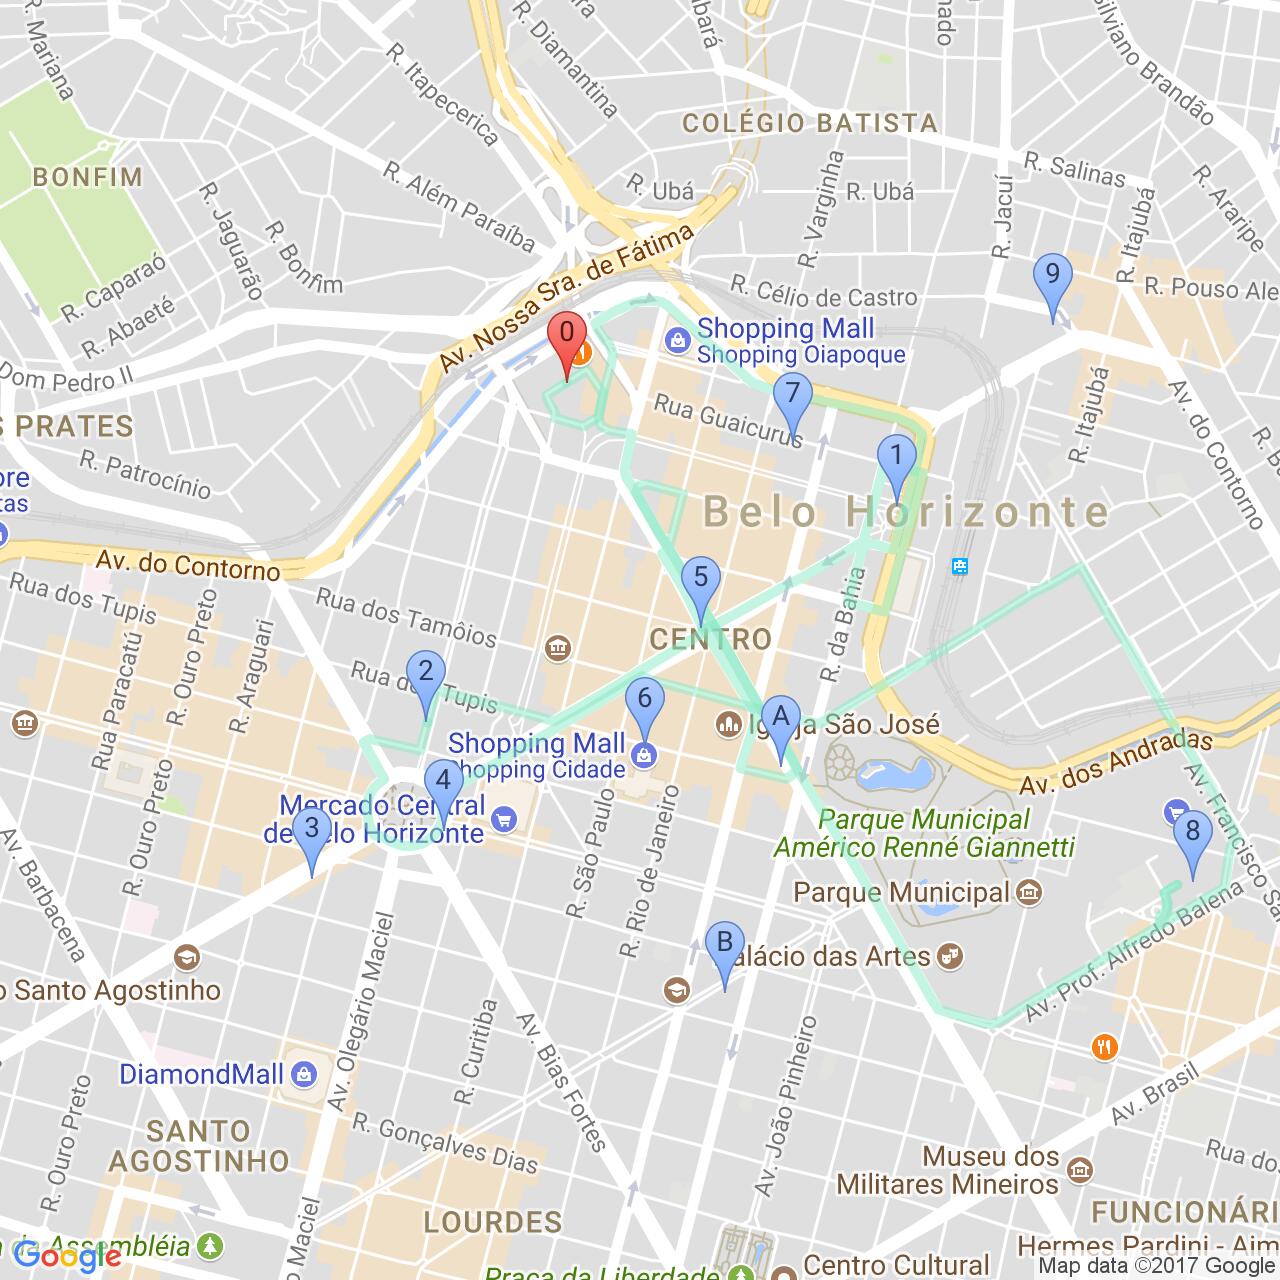 R. Mariana
R. Itapecerica
R. Diamantina
COLÉGIO BATISTA
Silviano Brandão
R. Salinas
R. Araripe
R. Itajubá
R. Jacuí
R. Varginha
R. Ubá
R. Ubá
BONFIM
R. Além Paraíba
R. Jaguarão
R. Bonfim
R. Caparaó
R. Abaeté
Av. Nossa Sra. de Fátima
R. Célio de Castro
R. Pouso Ale
9
0
Shopping Mall
Shopping Oiapoque
Dom Pedro II
7
Rua Guaicurus
R. Itajubá
Av. do Contorno
S PRATES
R. Patrocínio
1
Belo Horizonte
Av. do Contorno
Rua dos Tupis
R. Ouro Preto
Rua dos Tamôios
5
CENTRO
R. da Bahia
R. Araguari
Rua Paracatú
2
Rua dos Tupis
6
A
Igreja São José
Shopping Mall
Shopping Cidade
Av. dos Andradas
4
Mercado Central
de Belo Horizonte
3
R. Ouro Preto
R. São Paulo
R. Rio de Janeiro
Parque Municipal
Américo Renné Giannetti
8
Av. Francisco Sa
Parque Municipal
Av. Prof. Alfredo Balena
Av. Barbacena
B
Palácio das Artes
o Santo Agostinho
Av. Olegário Maciel
R. Curitiba
Av. Bias Fortes
Av. João Pinheiro
DiamondMall
R. Ouro Preto
R. Gonçalves Dias
Av. Brasil
SANTO
AGOSTINHO
Museu dos
Militares Mineiros
Rua do
LOURDES
FUNCIONÁRI
Maciel
a da Assembléia
Hermes Pardini - Aim
Centro Cultural
Praça da Liberdade
Google
Map data ©2017 Google